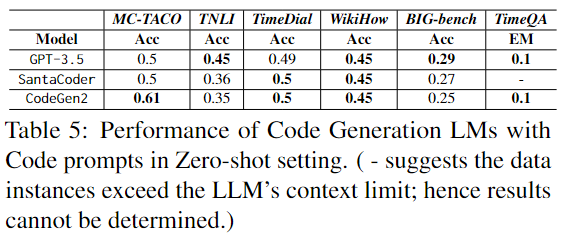 MC-TACO TNLI TimeDial WikiHow BIG-bench TimeQA
Model Acc Acc Acc Acc Acc EM
GPT-3.5 0.5 0.45 0.49 0.45 0.29 0.1
SantaCoder 0.5 0.36 0.5 0.45 0.27 -
CodeGen2 0.61 0.35 0.5 0.45 0.25 0.1
Table 5: Performance of Code Generation LMs with
Code prompts in Zero-shot setting. ( - suggests the data
instances exceed the LLM's context limit; hence results
cannot be determined.)